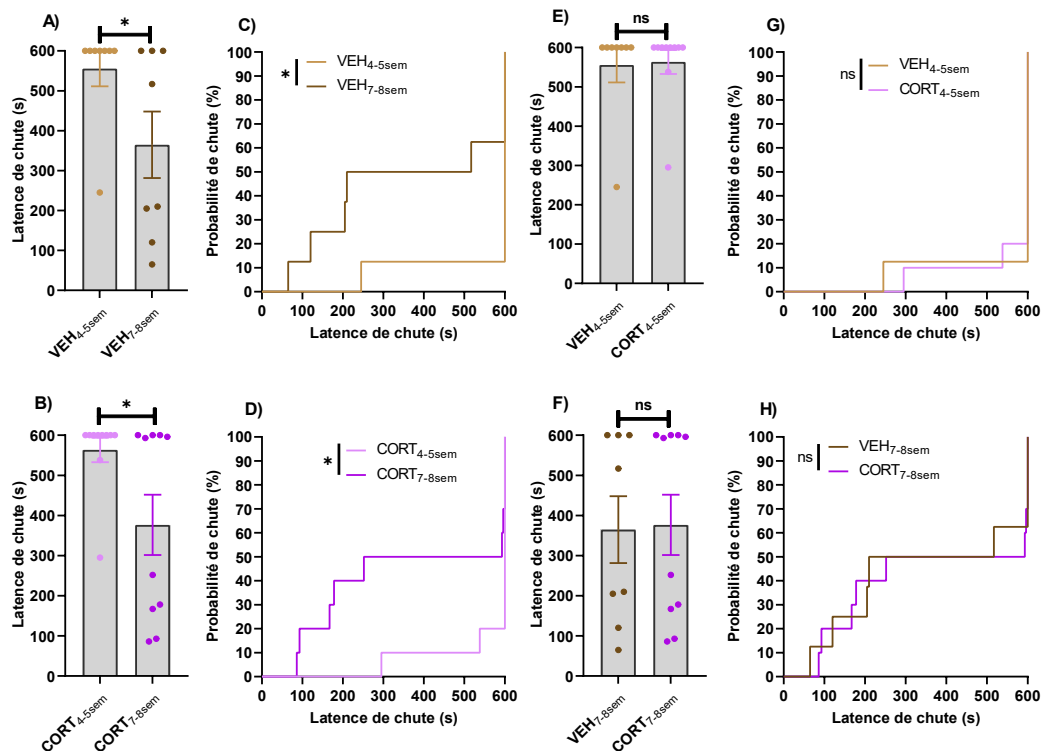 A)
*
Latence de chute (s)
600
500
400
300
200
100
0
VEH4-5sem
VEH7-8sem
C)
Probabilité de chute (%)
100
90
80
70
60
50
40
30
20
10
0
* VEH4-5sem
VEH7-8sem
0 100 200 300 400 500 600
Latence de chute (s)
E)
ns
Latence de chute (s)
600
500
400
300
200
100
0
VEH4-5sem
CORT4-5sem
G)
Probabilité de chute (%)
100
90
80
70
60
50
40
30
20
10
0
ns VEH4-5sem
CORT4-5sem
0 100 200 300 400 500 600
Latence de chute (s)
B)
*
Latence de chute (s)
600
500
400
300
200
100
0
CORT4-5sem
CORT7-8sem
D)
Probabilité de chute (%)
100
90
80
70
60
50
40
30
20
10
0
* CORT4-5sem
CORT7-8sem
0 100 200 300 400 500 600
Latence de chute (s)
F)
ns
Latence de chute (s)
600
500
400
300
200
100
0
VEH7-8sem
CORT7-8sem
H)
Probabilité de chute (%)
100
90
80
70
60
50
40
30
20
10
0
ns VEH7-8sem
CORT7-8sem
0 100 200 300 400 500 600
Latence de chute (s)